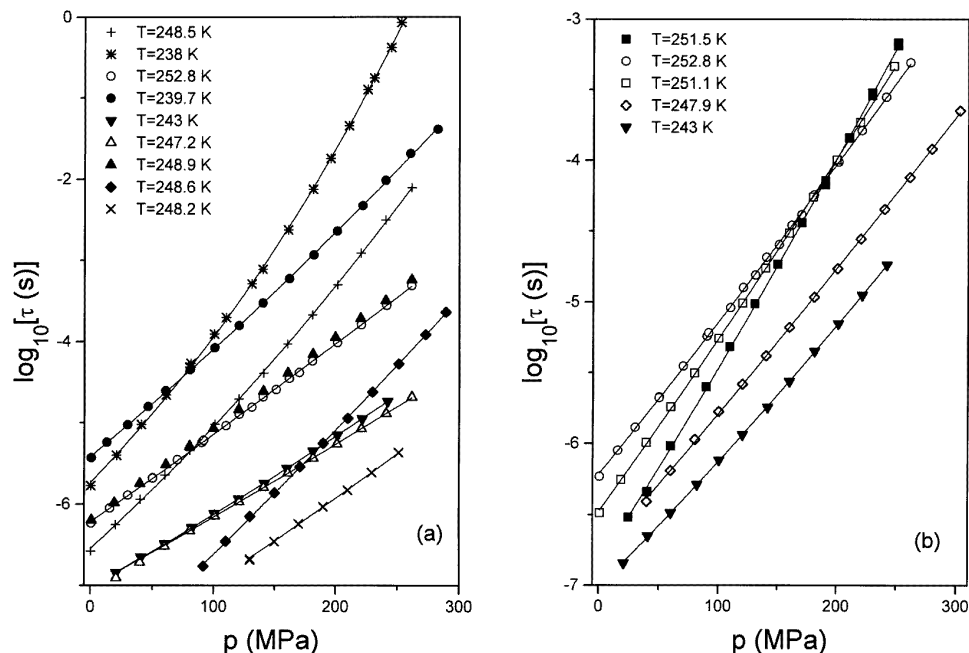 0
-2
-4
-6
log10[τ (s)]
T=248.5 K
T=238 K
T=252.8 K
T=239.7 K
T=243 K
T=247.2 K
T=248.9 K
T=248.6 K
T=248.2 K
(a)
0
100
200
300
p (MPa)
-3
-4
-5
-6
-7
log10[τ (s)]
T=251.5 K
T=252.8 K
T=251.1 K
T=247.9 K
T=243 K
(b)
0
100
200
300
p (MPa)